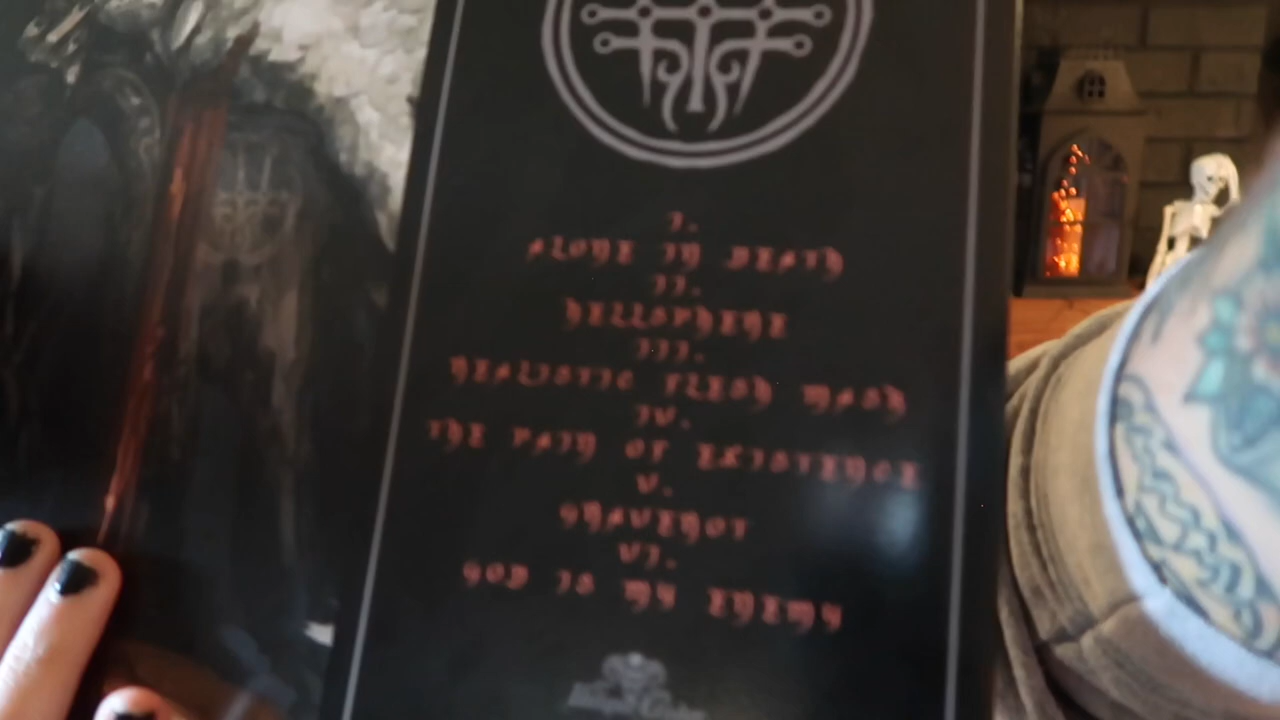 I.
ALONE IN DEATH
II.
HELLSPHERE
III.
REALISTIC FLESH MASK
IV.
THE PATH OF EXISTENCE
V.
GRAVEROT
VI.
GOD IS MY ENEMY